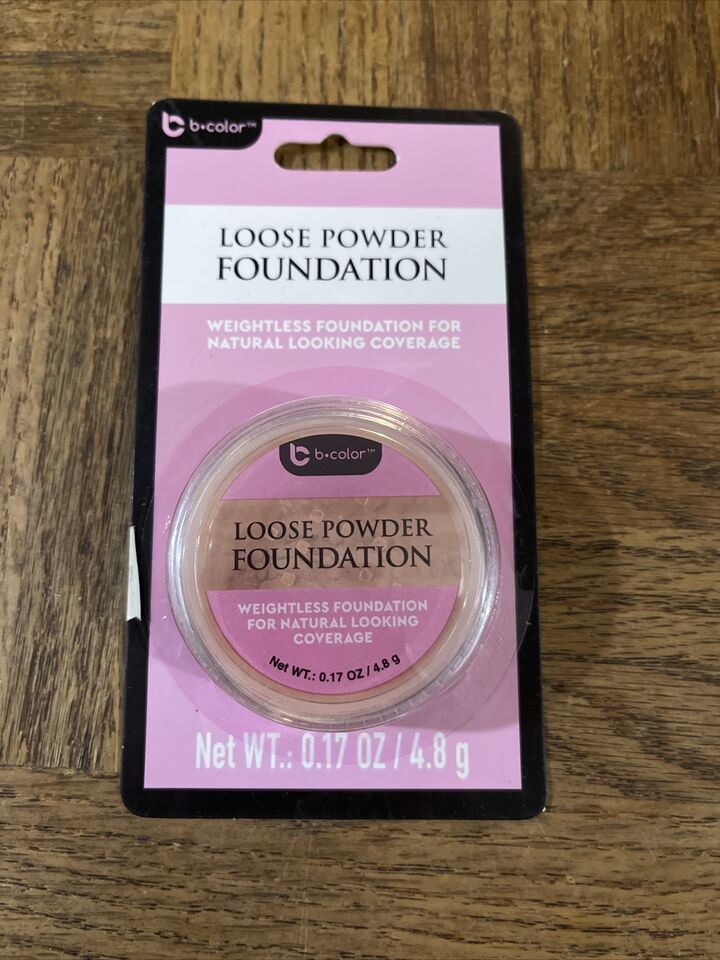 b•color™
LOOSE POWDER
FOUNDATION
WEIGHTLESS FOUNDATION FOR
NATURAL LOOKING COVERAGE
b•color™
LOOSE POWDER
FOUNDATION
WEIGHTLESS FOUNDATION
FOR NATURAL LOOKING
COVERAGE
Net WT.: 0.17 OZ / 4.8 g
Net WT.: 0.17 OZ / 4.8 g